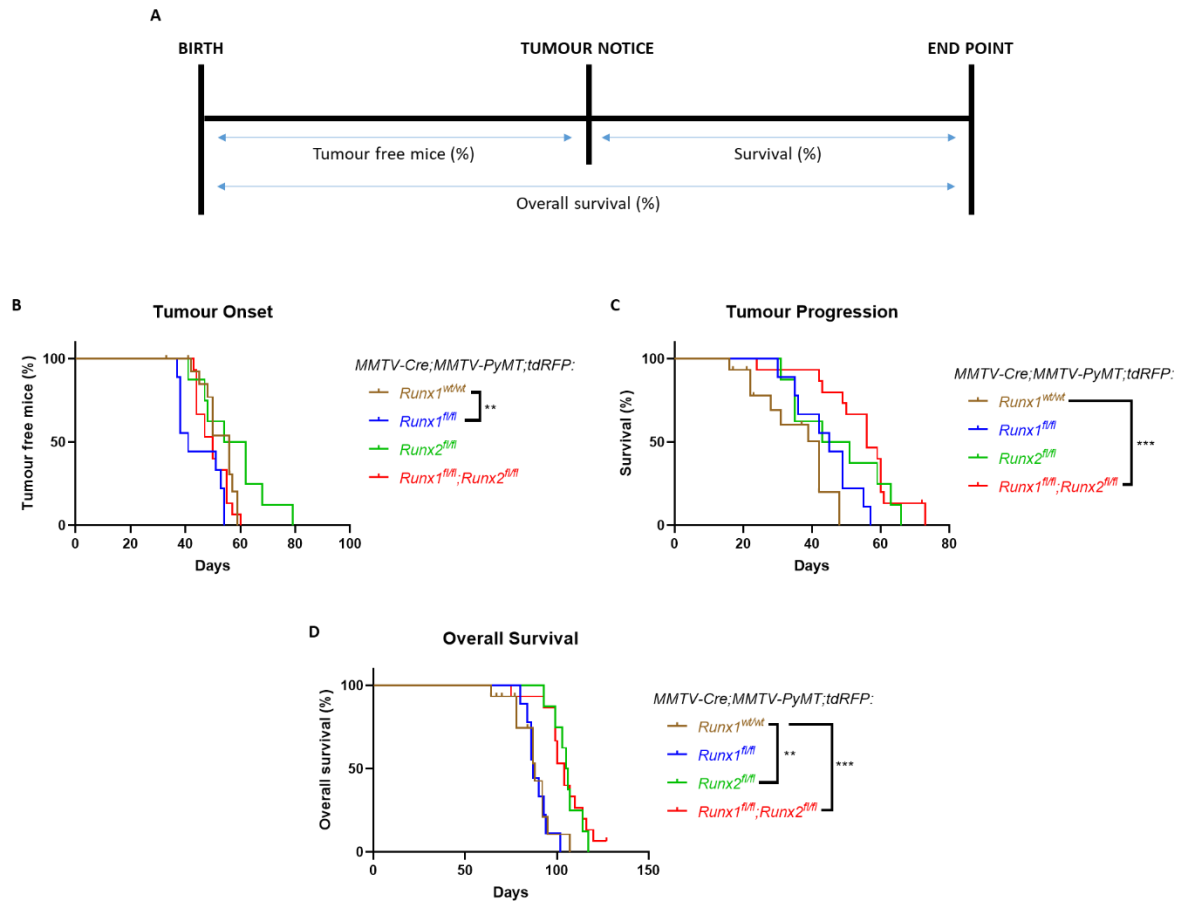 A
BIRTH TUMOUR NOTICE END POINT
Tumour free mice (%) Survival (%)
Overall survival (%)
B Tumour Onset
Tumour free mice (%)
100
50
0
0 20 40 60 80 100
Days
MMTV-Cre;MMTV-PyMT;tdRFP:
Runx1wt/wt
Runx1fl/fl
Runx2fl/fl
Runx1fl/fl;Runx2fl/fl
**
C Tumour Progression
Survival (%)
100
50
0
0 20 40 60 80
Days
MMTV-Cre;MMTV-PyMT;tdRFP:
Runx1wt/wt
Runx1fl/fl
Runx2fl/fl
Runx1fl/fl;Runx2fl/fl
***
D Overall Survival
Overall survival (%)
100
50
0
0 50 100 150
Days
MMTV-Cre;MMTV-PyMT;tdRFP:
Runx1wt/wt
Runx1fl/fl
Runx2fl/fl
Runx1fl/fl;Runx2fl/fl
**
***